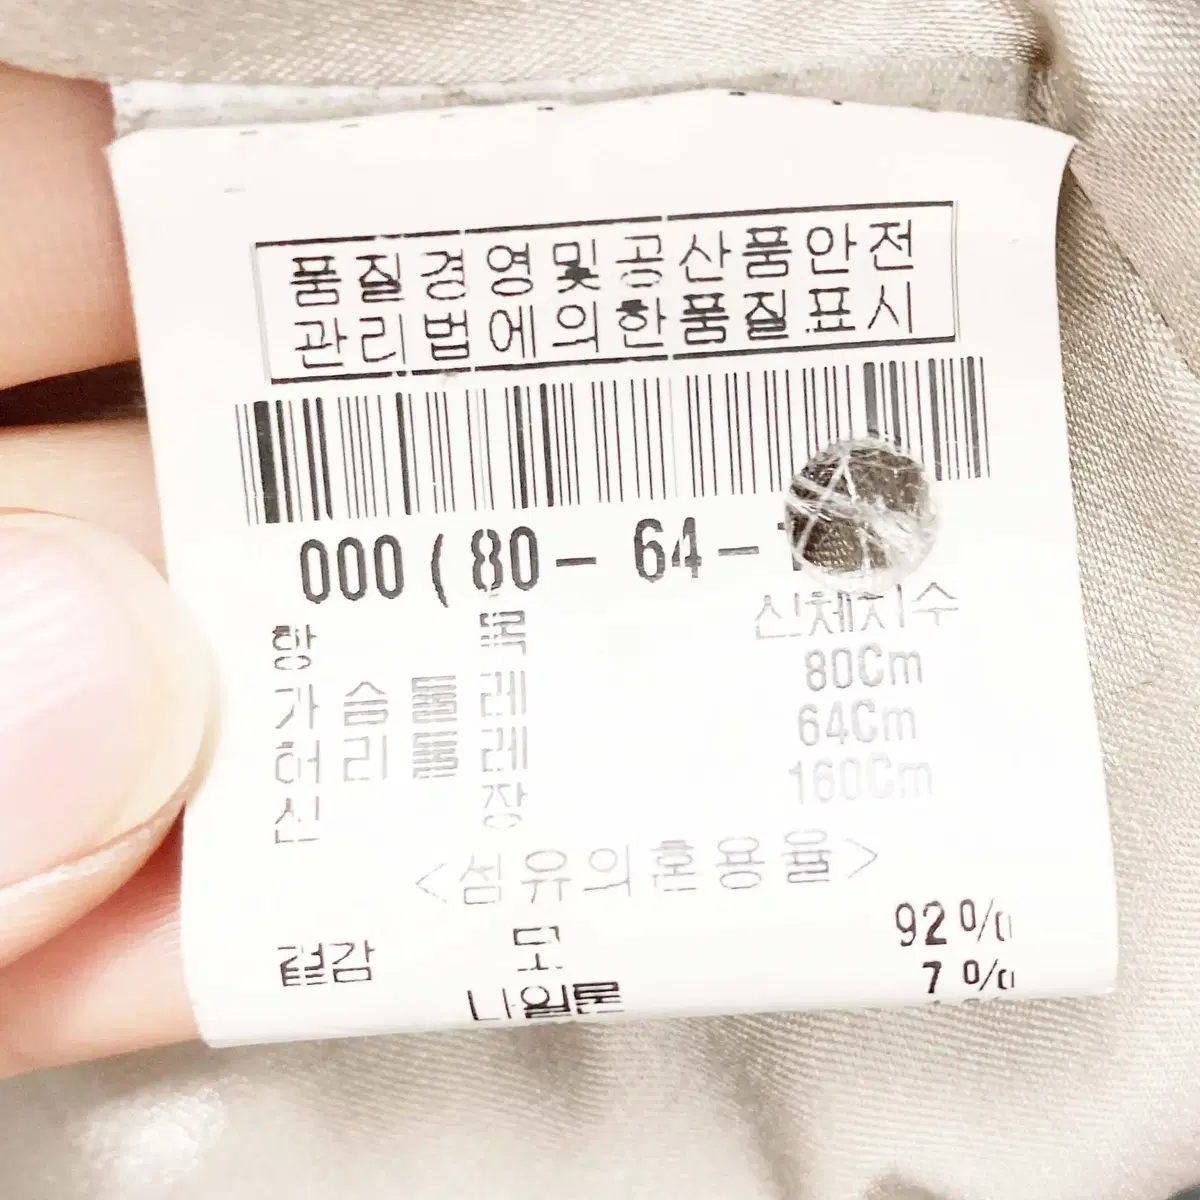 품질경영및공산품안전
관리법에의한품질표시
000 ( 80 - 64 -
항 목 신체치수
가슴둘레 80Cm
허리둘레 64Cm
신 장 160Cm
<섬유의혼용율>
겉감 모 92%
나일론 7%